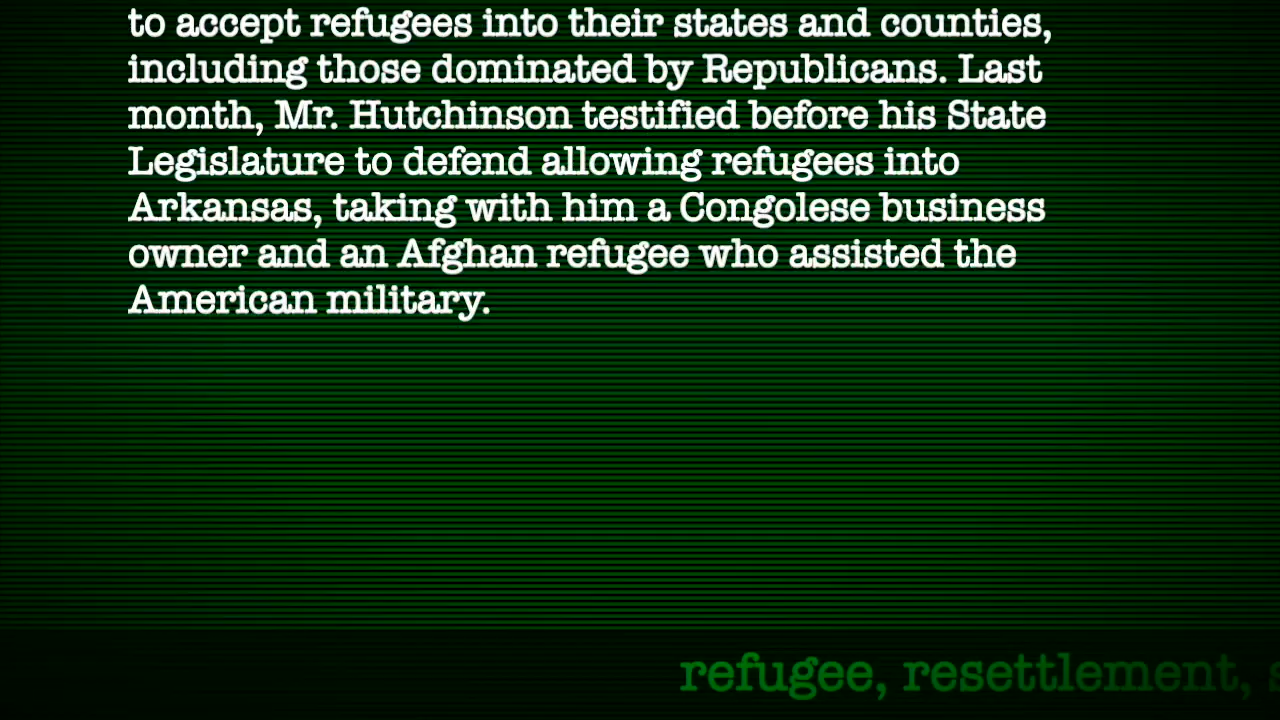 to accept refugees into their states and counties,
including those dominated by Republicans. Last
month, Mr. Hutchinson testified before his State
Legislature to defend allowing refugees into
Arkansas, taking with him a Congolese business
owner and an Afghan refugee who assisted the
American military.
refugee, resettlement,